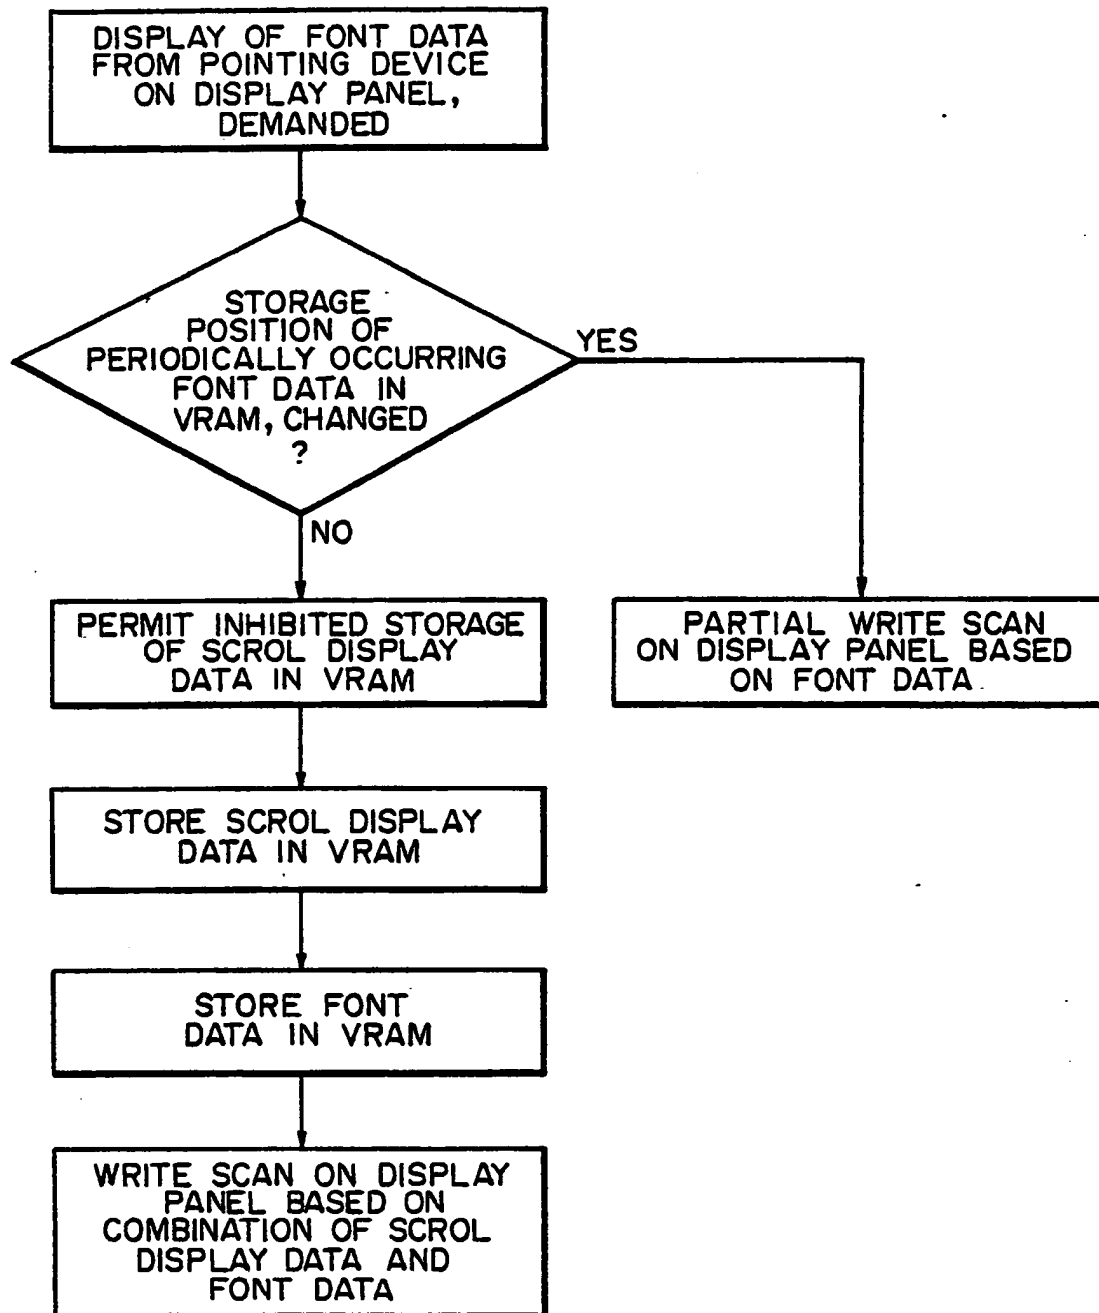 DISPLAY OF FONT DATA
FROM POINTING DEVICE
ON DISPLAY PANEL,
DEMANDED
STORAGE
POSITION OF
PERIODICALLY OCCURRING
FONT DATA IN
VRAM, CHANGED
?
YES
NO
PERMIT INHIBITED STORAGE
OF SCROL DISPLAY
DATA IN VRAM
PARTIAL WRITE SCAN
ON DISPLAY PANEL BASED
ON FONT DATA
STORE SCROL DISPLAY
DATA IN VRAM
STORE FONT
DATA IN VRAM
WRITE SCAN ON DISPLAY
PANEL BASED ON
COMBINATION OF SCROL
DISPLAY DATA AND
FONT DATA